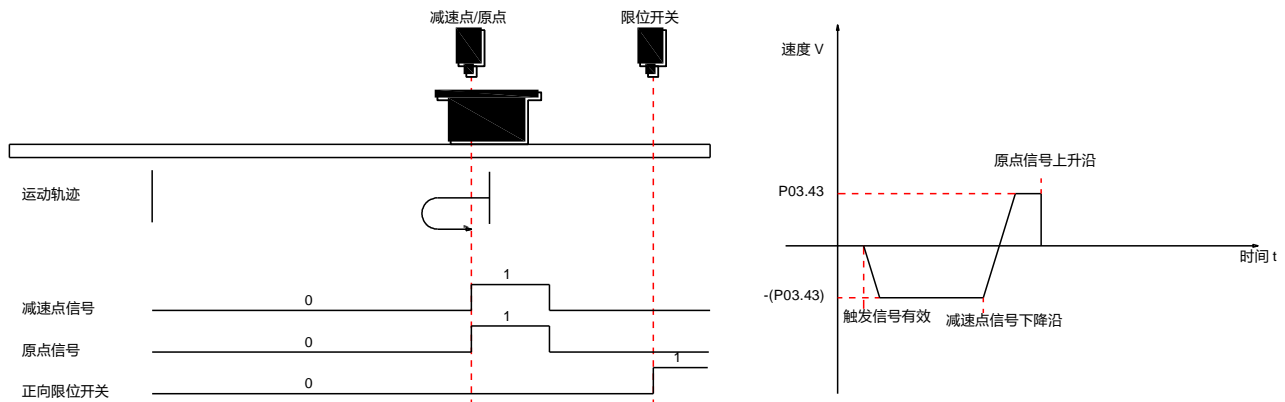 减速点/原点
限位开关
运动轨迹
减速点信号
0
1
原点信号
0
1
正向限位开关
0
1
速度 V
原点信号上升沿
P03.43
时间 t
-(P03.43)
触发信号有效
减速点信号下降沿